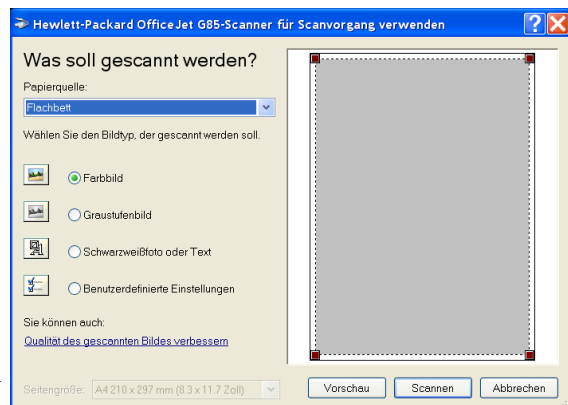 Hewlett-Packard OfficeJet G85-Scanner für Scanvorgang verwenden
Was soll gescannt werden?
Papierquelle:
Flachbett
Wählen Sie den Bildtyp, der gescannt werden soll.
Farbbild
Graustufenbild
Schwarzweißfoto oder Text
Benutzerdefinierte Einstellungen
Sie können auch:
Qualität des gescannten Bildes verbessern
Seitengröße: A4 210 x 297 mm (8.3 x 11.7 Zoll)
Vorschau Scannen Abbrechen